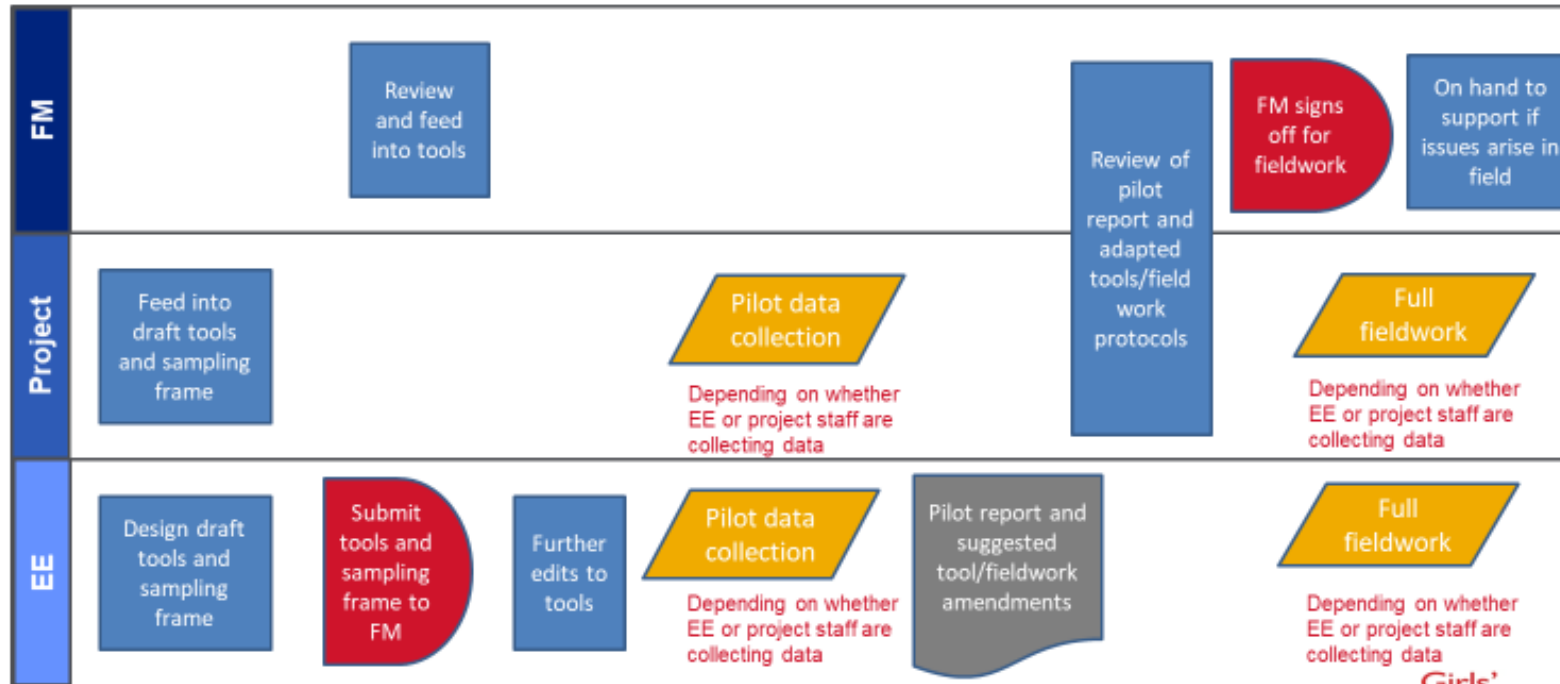 FM
Review
and feed
into tools
Review of
pilot
report and
adapted
tools/field
work
protocols
FM signs
off for
fieldwork
On hand to
support if
issues arise in
field
Project
Feed into
draft tools
and sampling
frame
Pilot data
collection
Depending on whether
EE or project staff are
collecting data
Full
fieldwork
Depending on whether
EE or project staff are
collecting data
EE
Design draft
tools and
sampling
frame
Submit
tools and
sampling
frame to
FM
Further
edits to
tools
Pilot data
collection
Depending on whether
EE or project staff are
collecting data
Pilot report and
suggested
tool/fieldwork
amendments
Full
fieldwork
Depending on whether
EE or project staff are
collecting data
Girls'